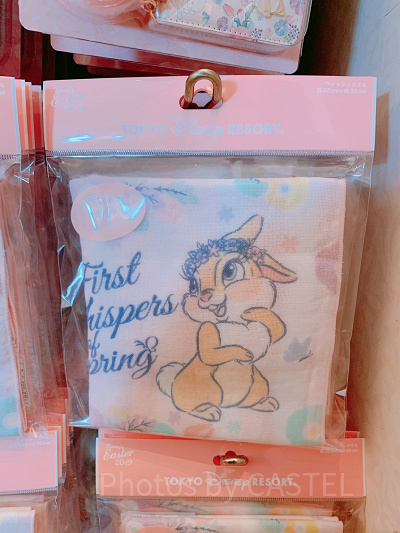 TOKYO Disney RESORT®
First
Whispers
of
Spring
Easter
2019
TOKYO Disney RESORT®
Photos by CASTEL